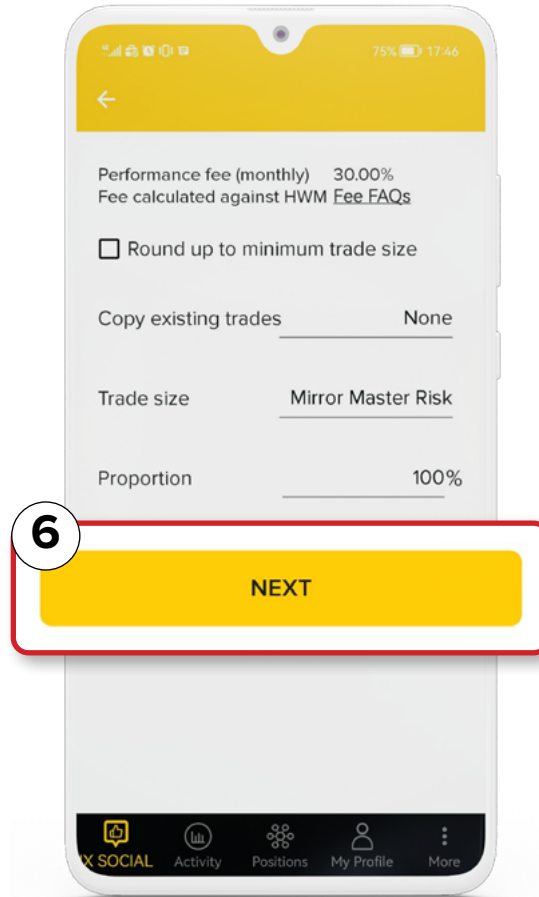 75% 17:46
Performance fee (monthly) 30.00%
Fee calculated against HWM Fee FAQs
Round up to minimum trade size
Copy existing trades None
Trade size Mirror Master Risk
Proportion 100%
6
NEXT
X SOCIAL Activity Positions My Profile More